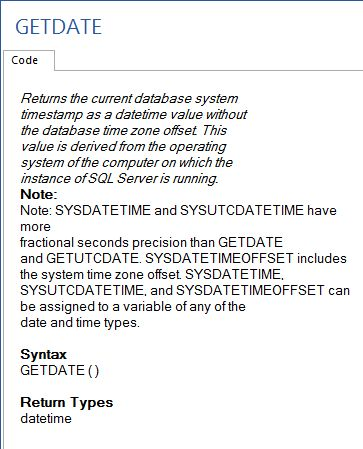 GETDATE
Code
Returns the current database system
timestamp as a datetime value without
the database time zone offset. This
value is derived from the operating
system of the computer on which the
instance of SQL Server is running.
Note:
Note: SYSDATETIME and SYSUTCDATETIME have
more
fractional seconds precision than GETDATE
and GETUTCDATE. SYSDATETIMEOFFSET includes
the system time zone offset. SYSDATETIME,
SYSUTCDATETIME, and SYSDATETIMEOFFSET can
be assigned to a variable of any of the
date and time types.
Syntax
GETDATE ( )
Return Types
datetime